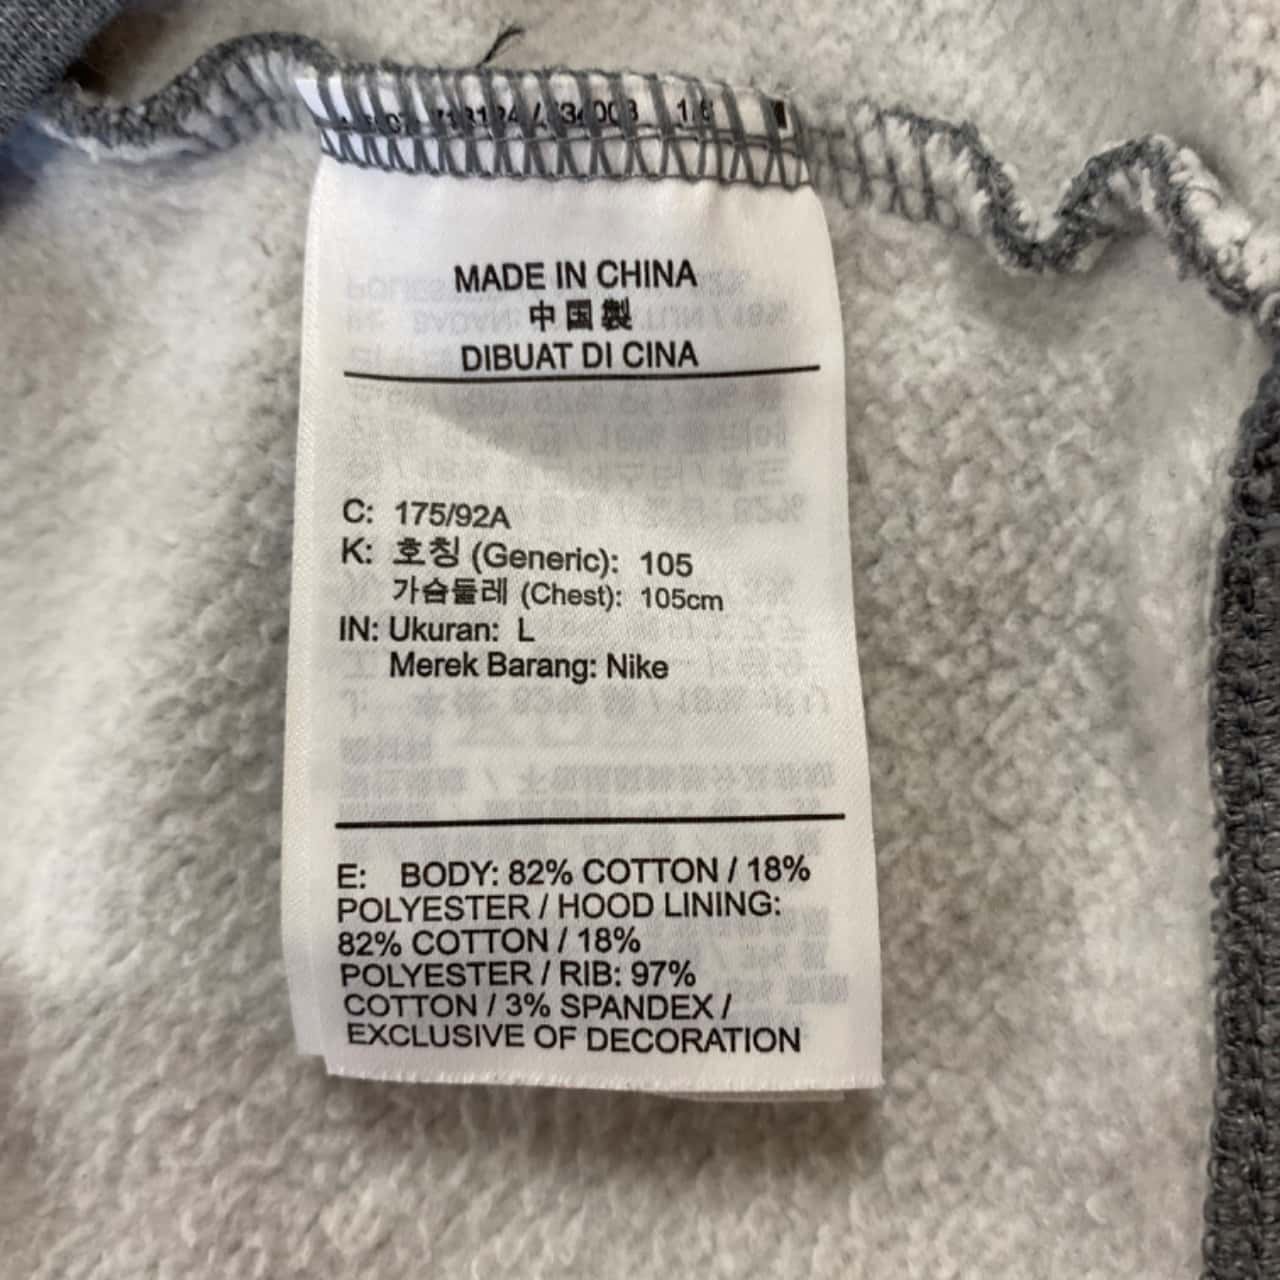 MADE IN CHINA
中国製
DIBUAT DI CINA
C: 175/92A
K: 호칭 (Generic): 105
가슴둘레 (Chest): 105cm
IN: Ukuran: L
Merek Barang: Nike
E: BODY: 82% COTTON / 18%
POLYESTER / HOOD LINING:
82% COTTON / 18%
POLYESTER / RIB: 97%
COTTON / 3% SPANDEX /
EXCLUSIVE OF DECORATION